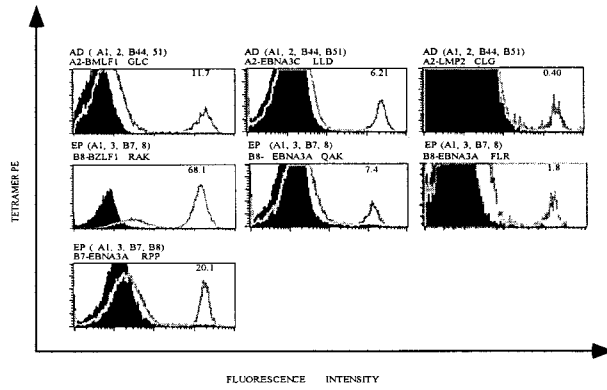 AD ( A1, 2, B44, 51)
A2-BMLF1 GLC
11.7
AD (A1, 2, B44, B51)
A2-EBNA3C LLD
6.21
AD (A1, 2, B44, B51)
A2-LMP2 CLG
0.40
EP (A1, 3, B7, 8)
B8-BZLF1 RAK
68.1
EP (A1, 3, B7, 8)
B8- EBNA3A QAK
7.4
EP (A1, 3, B7, 8)
B8-EBNA3A FLR
1.8
EP ( A1, 3, B7, B8)
B7-EBNA3A RPP
20.1
TETRAMER PE
FLUORESCENCE INTENSITY